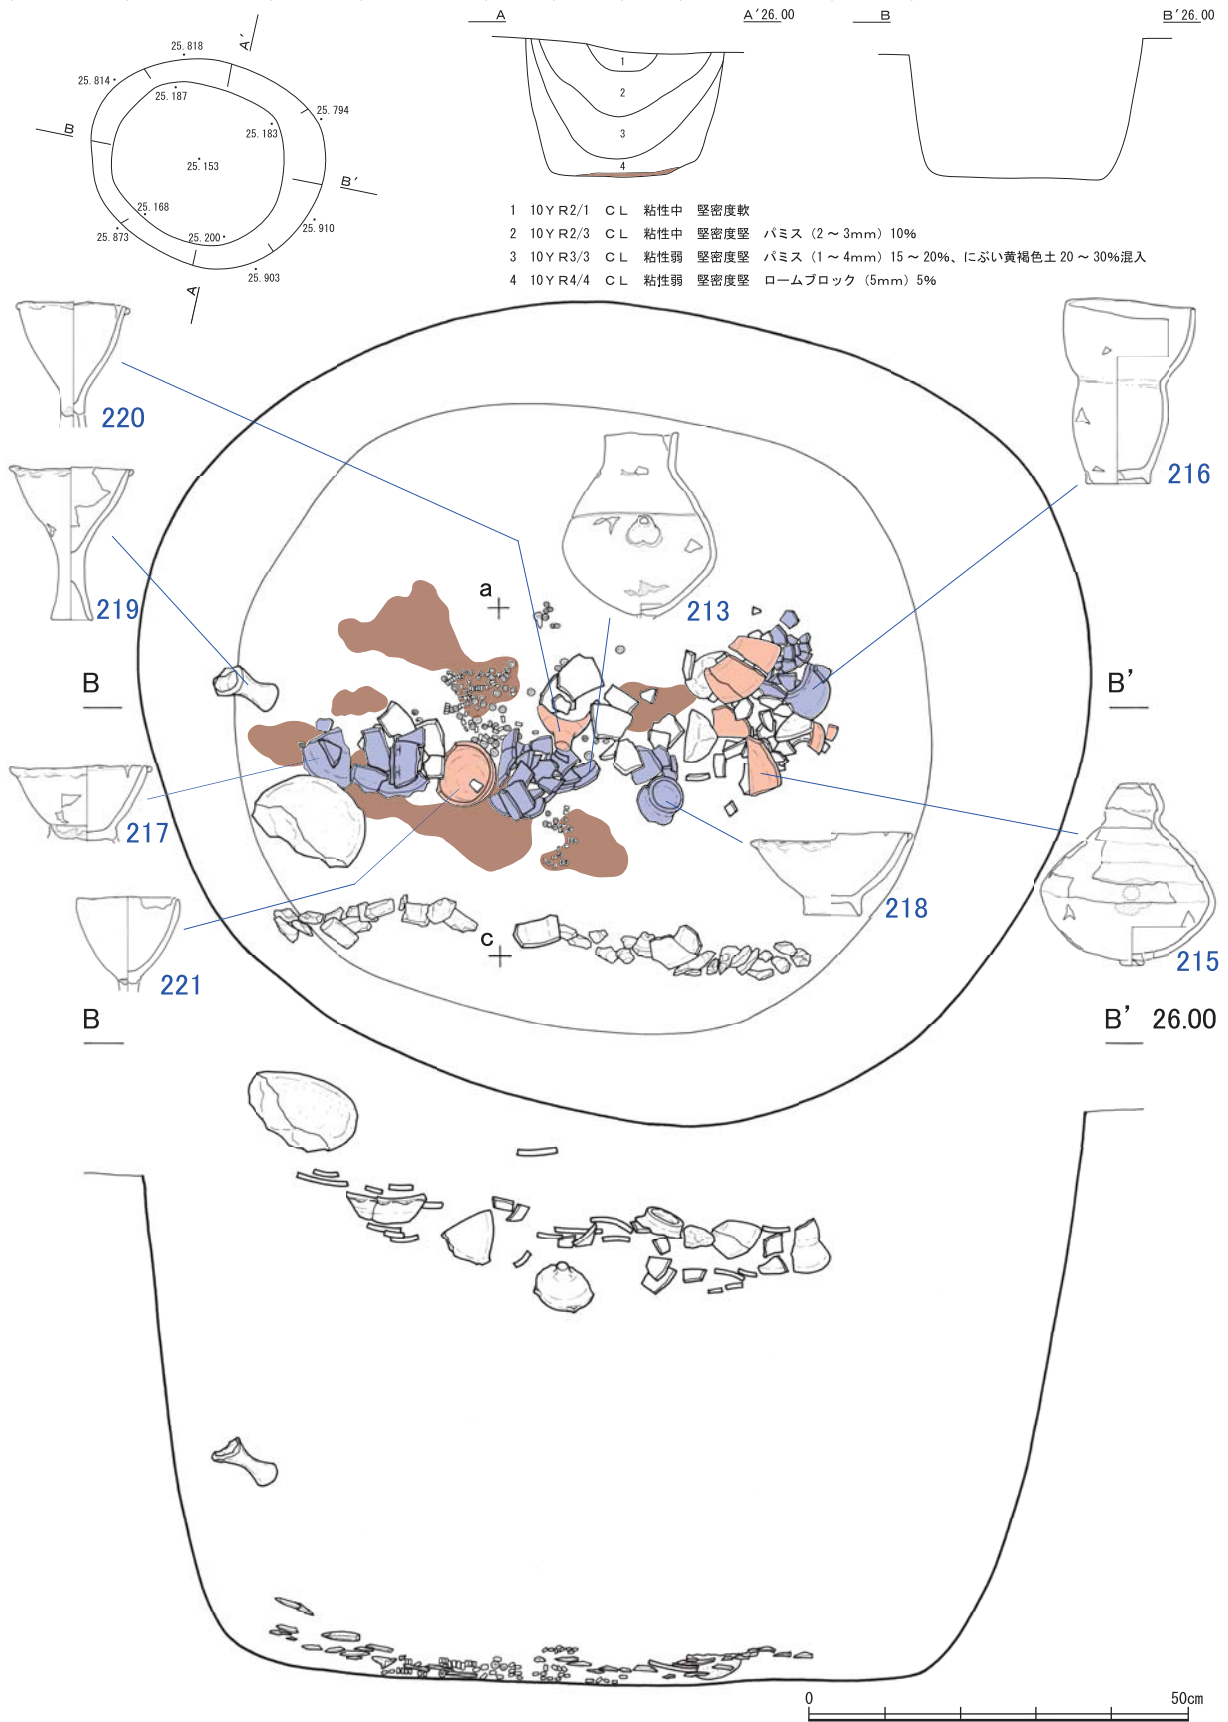 A A′26.00 B B′26.00
25.818
A′
25.814
25.187
25.794
25.183
B
25.153
B′
25.168
25.873
25.200
25.910
25.903
A
1
2
3
4
1 10YR2/1 CL 粘性中 堅密度軟
2 10YR2/3 CL 粘性中 堅密度堅 パミス（2～3mm）10%
3 10YR3/3 CL 粘性弱 堅密度堅 パミス（1～4mm）15～20%、にぶい黄褐色土 20～30%混入
4 10YR4/4 CL 粘性弱 堅密度堅 ロームブロック（5mm）5%
220
216
219
a
213
B B’
217
218
c
221
215
B B’ 26.00
0 50cm